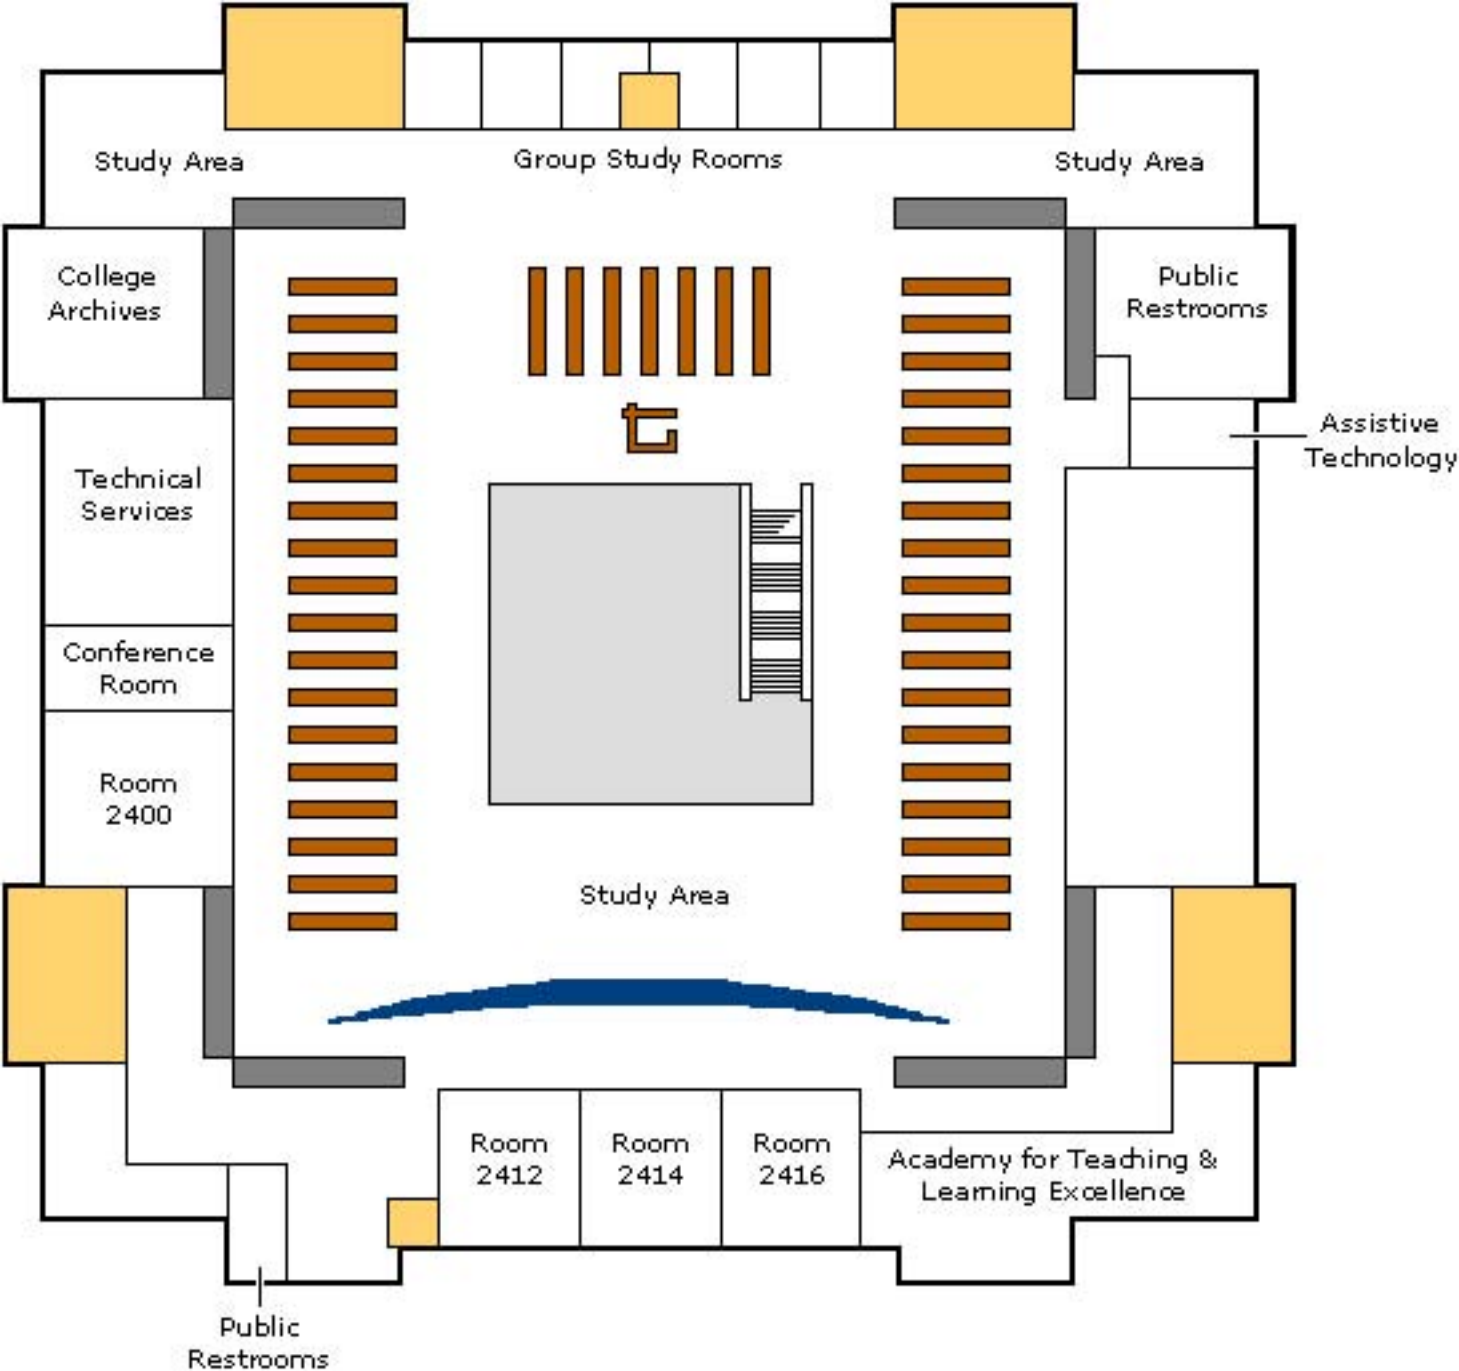 Study Area
Group Study Rooms
Study Area
College
Archives
Public
Restrooms
Assistive
Technology
Technical
Services
Conference
Room
Room
2400
Study Area
Room
2412
Room
2414
Room
2416
Academy for Teaching &
Learning Excellence
Public
Restrooms